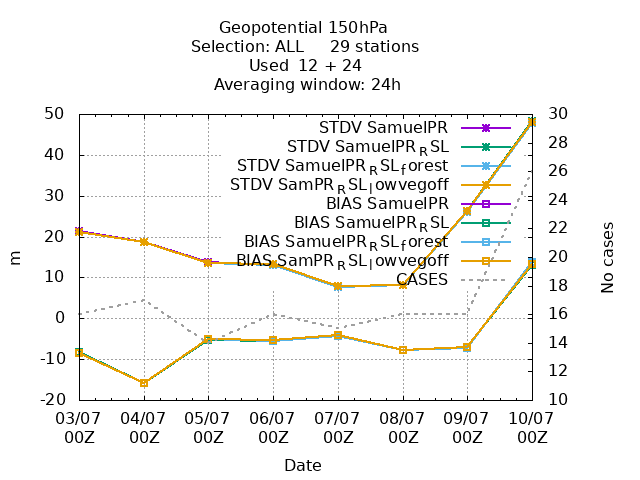 Geopotential 150hPa
Selection: ALL     29 stations
Used  12 + 24
Averaging window: 24h
50
40
30
20
10
0
-10
-20
m
30
28
26
24
22
20
18
16
14
12
10
No cases
STDV SamuelPR
STDV SamuelPR_RSL
STDV SamuelPR_RSL_forest
STDV SamPR_RSL_lowvegoff
BIAS SamuelPR
BIAS SamuelPR_RSL
BIAS SamuelPR_RSL_forest
BIAS SamPR_RSL_lowvegoff
CASES
03/07 04/07 05/07 06/07 07/07 08/07 09/07 10/07
00Z 00Z 00Z 00Z 00Z 00Z 00Z 00Z
Date